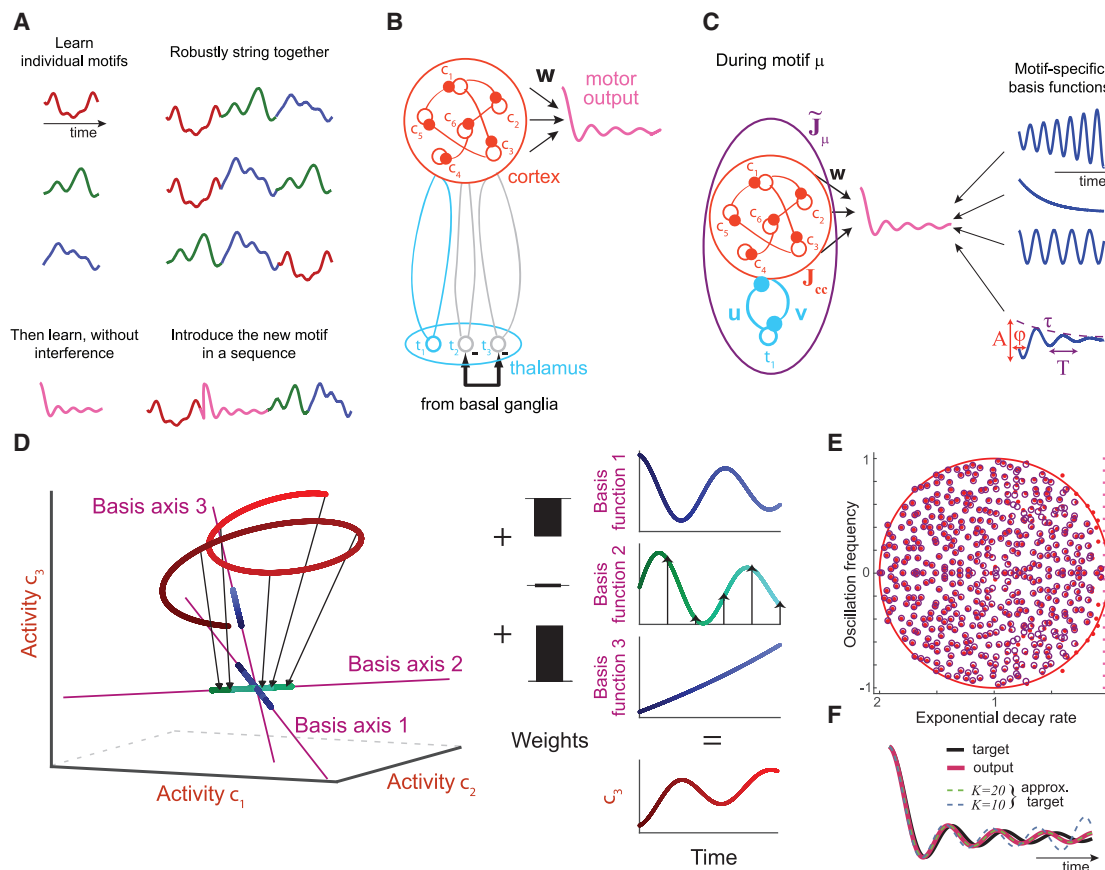 A
Learn
individual motifs
Robustly string together
time
Then learn, without
interference
Introduce the new motif
in a sequence
B
w
motor
output
c1
c2
c3
c4
c5
c6
cortex
t1
t2
t3
-
-
thalamus
from basal ganglia
C
During motif μ
J̃μ
w
c1
c2
c3
c4
c5
c6
Jcc
u
v
t1
Motif-specific
basis functions
time
A
φ
τ
T
D
Activity c3
Basis axis 3
Basis axis 2
Basis axis 1
Activity c1
Activity c2
+
+
Weights
Basis
function 1
Basis
function 2
Basis
function 3
=
c3
Time
E
Oscillation frequency
1
0
-1
2
1
Exponential decay rate
F
target
output
K=20
K=10
approx.
target
time